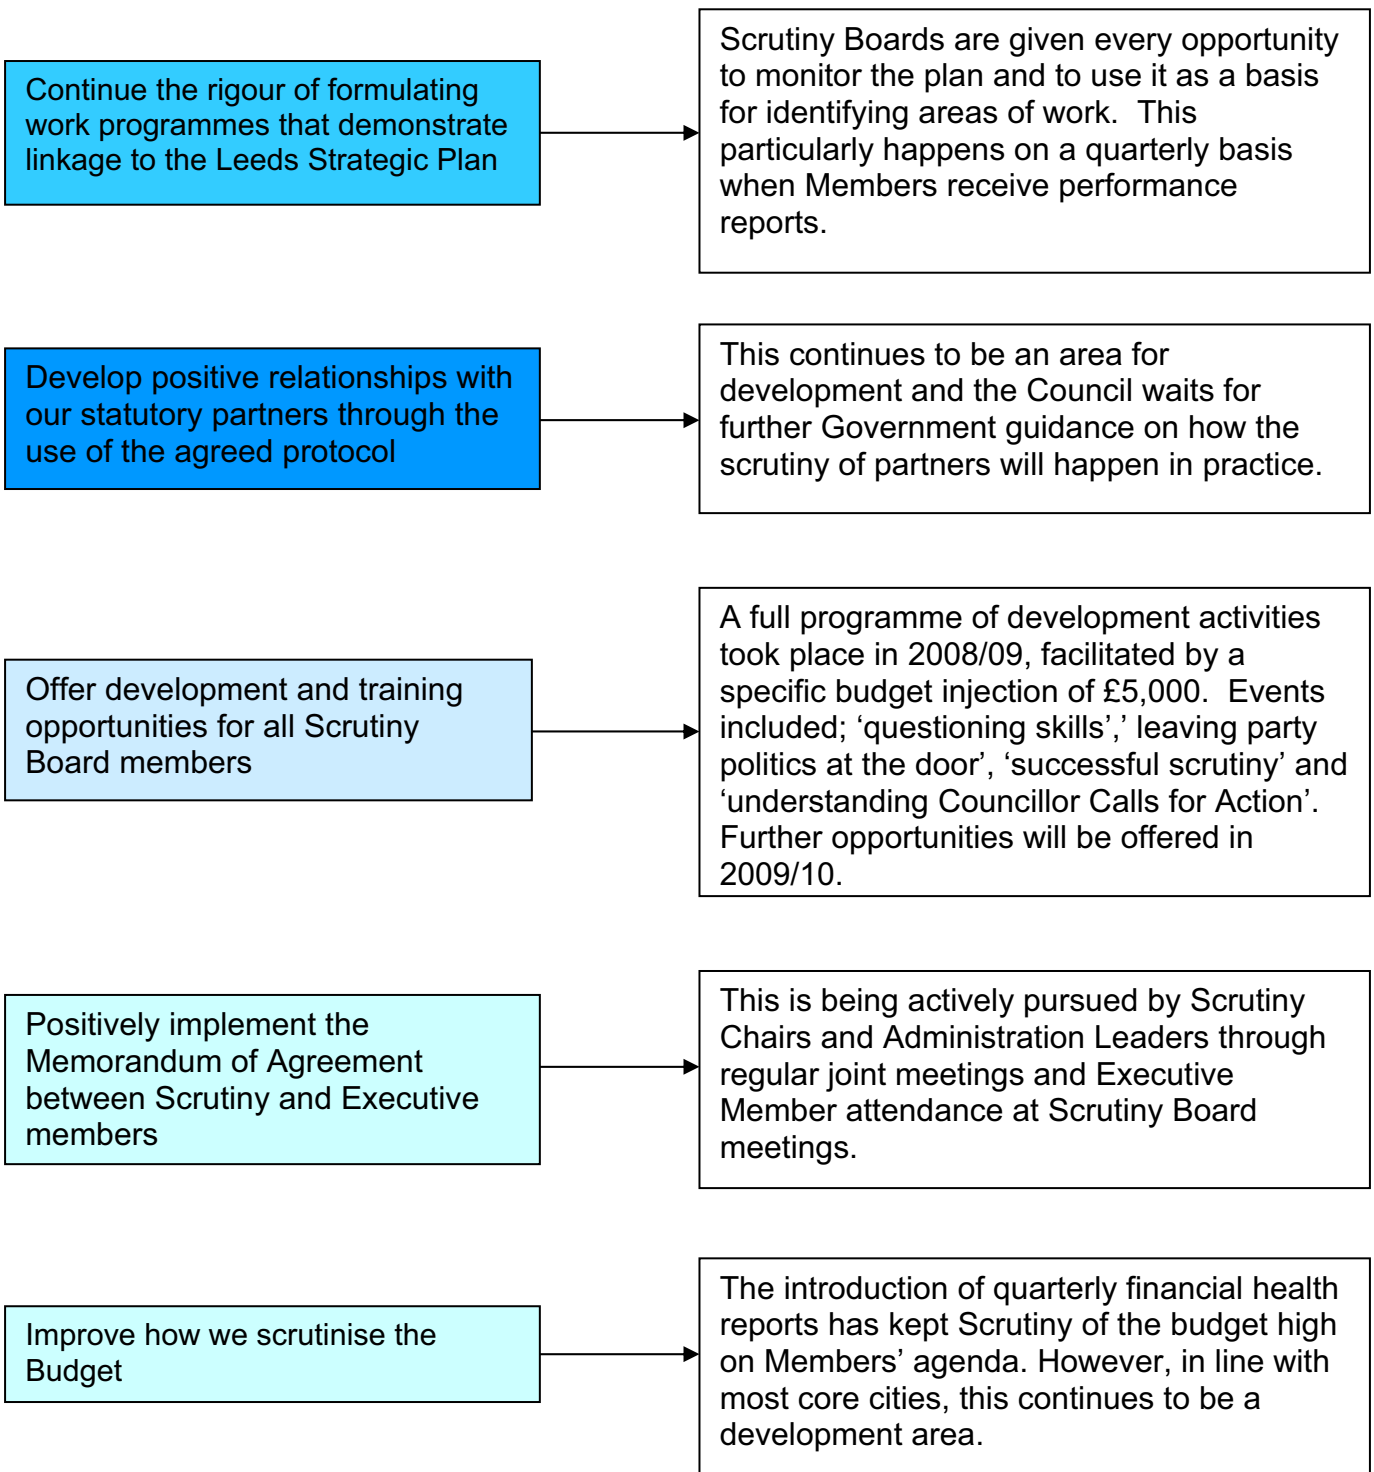 Continue the rigour of formulating
work programmes that demonstrate
linkage to the Leeds Strategic Plan
Scrutiny Boards are given every opportunity
to monitor the plan and to use it as a basis
for identifying areas of work.  This
particularly happens on a quarterly basis
when Members receive performance
reports.
Develop positive relationships with
our statutory partners through the
use of the agreed protocol
This continues to be an area for
development and the Council waits for
further Government guidance on how the
scrutiny of partners will happen in practice.
Offer development and training
opportunities for all Scrutiny
Board members
A full programme of development activities
took place in 2008/09, facilitated by a
specific budget injection of £5,000.  Events
included; ‘questioning skills’,’ leaving party
politics at the door’, ‘successful scrutiny’ and
‘understanding Councillor Calls for Action’.
Further opportunities will be offered in
2009/10.
Positively implement the
Memorandum of Agreement
between Scrutiny and Executive
members
This is being actively pursued by Scrutiny
Chairs and Administration Leaders through
regular joint meetings and Executive
Member attendance at Scrutiny Board
meetings.
Improve how we scrutinise the
Budget
The introduction of quarterly financial health
reports has kept Scrutiny of the budget high
on Members’ agenda. However, in line with
most core cities, this continues to be a
development area.